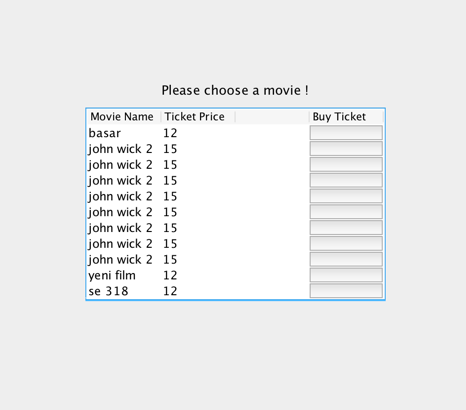 Please choose a movie !
Movie Name Ticket Price Buy Ticket
basar 12
john wick 2 15
john wick 2 15
john wick 2 15
john wick 2 15
john wick 2 15
john wick 2 15
john wick 2 15
john wick 2 15
yeni film 12
se 318 12